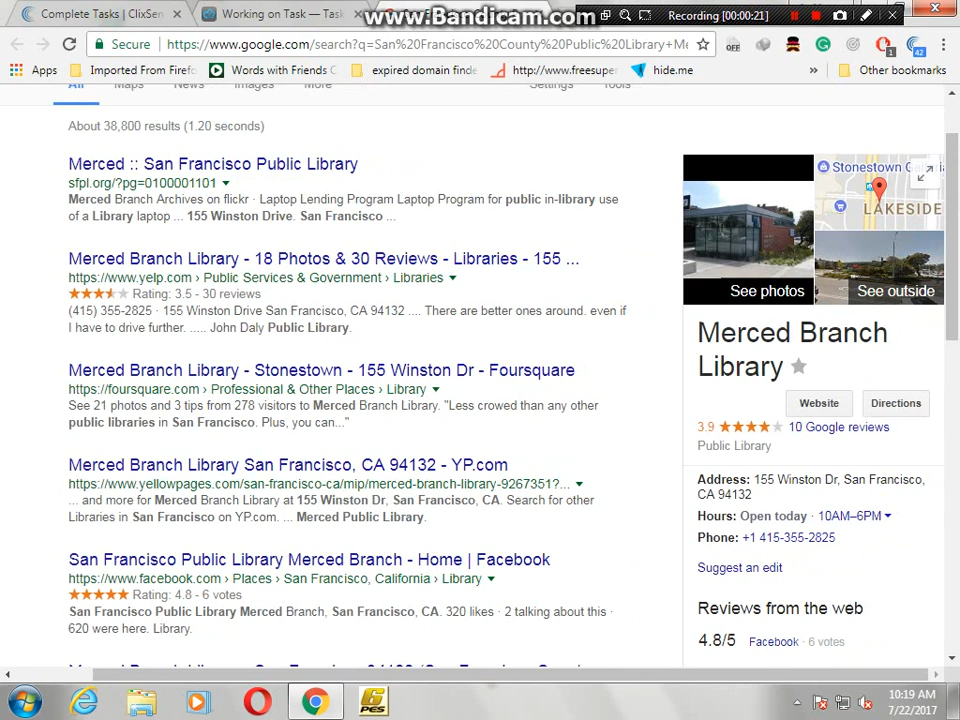 Complete Tasks | ClixSen
Working on Task — Task
www.Bandicam.com
Recording [00:00:21]
Secure
https://www.google.com/search?q=San%20Francisco%20County%20Public%20Library+Me
OFF
1
42
Apps
Imported From Firefo
Words with Friends C
expired domain finde
http://www.freesuper
hide.me
»
Other bookmarks
All
Maps
News
Images
More
Settings
Tools
About 38,800 results (1.20 seconds)
Merced :: San Francisco Public Library
sfpl.org/?pg=0100001101
Merced Branch Archives on flickr · Laptop Lending Program Laptop Program for public in-library use
of a Library laptop ... 155 Winston Drive. San Francisco ...
Merced Branch Library - 18 Photos & 30 Reviews - Libraries - 155 ...
https://www.yelp.com › Public Services & Government › Libraries
Rating: 3.5 - 30 reviews
(415) 355-2825 · 155 Winston Drive San Francisco, CA 94132 .... There are better ones around. even if
I have to drive further. ..... John Daly Public Library.
Merced Branch Library - Stonestown - 155 Winston Dr - Foursquare
https://foursquare.com › Professional & Other Places › Library
See 21 photos and 3 tips from 278 visitors to Merced Branch Library. "Less crowed than any other
public libraries in San Francisco. Plus, you can..."
Merced Branch Library San Francisco, CA 94132 - YP.com
https://www.yellowpages.com/san-francisco-ca/mip/merced-branch-library-9267351?...
... and more for Merced Branch Library at 155 Winston Dr, San Francisco, CA. Search for other
Libraries in San Francisco on YP.com. ... Merced Public Library.
San Francisco Public Library Merced Branch - Home | Facebook
https://www.facebook.com › Places › San Francisco, California › Library
Rating: 4.8 - 6 votes
San Francisco Public Library Merced Branch, San Francisco, CA. 320 likes · 2 talking about this ·
620 were here. Library.
Stonestown
LAKESIDE
See photos
See outside
Merced Branch
Library
Website
Directions
3.9
10 Google reviews
Public Library
Address: 155 Winston Dr, San Francisco,
CA 94132
Hours: Open today · 10AM–6PM
Phone: +1 415-355-2825
Suggest an edit
Reviews from the web
4.8/5 Facebook · 6 votes
6
PES
10:19 AM
7/22/2017